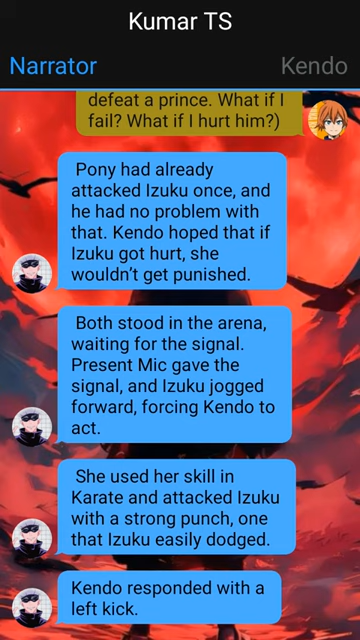 Kumar TS
Narrator
Kendo
defeat a prince. What if I
fail? What if I hurt him?)
Pony had already
attacked Izuku once, and
he had no problem with
that. Kendo hoped that if
Izuku got hurt, she
wouldn't get punished.
Both stood in the arena,
waiting for the signal.
Present Mic gave the
signal, and Izuku jogged
forward, forcing Kendo to
act.
She used her skill in
Karate and attacked Izuku
with a strong punch, one
that Izuku easily dodged.
Kendo responded with a
left kick.